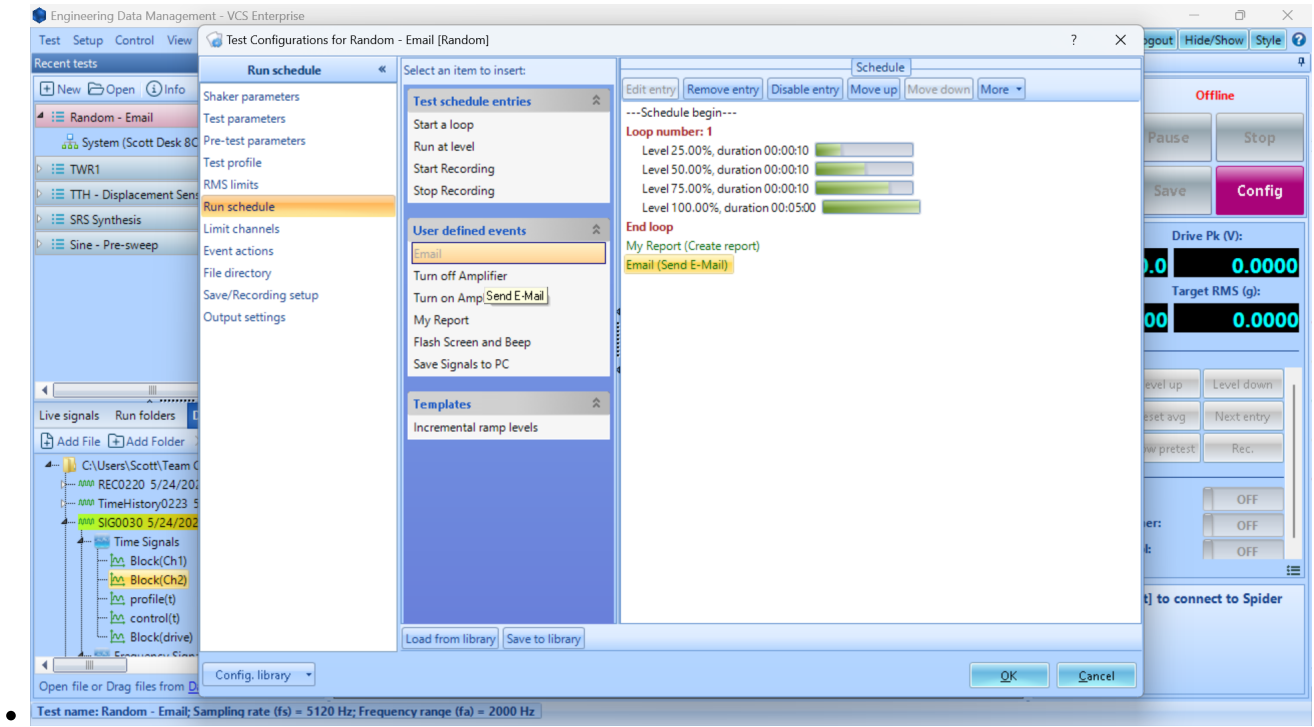 Engineering Data Management - VCS Enterprise
Test Setup Control View
Hide/Show Style
Recent tests
New Open Info
Random - Email
System (Scott Desk
TWR1
TTH - Displacement
SRS Synthesis
Sine - Pre-sweep
Live signals Run folders
Add File Add Folder
C:\Users\Scott\Team
REC0220
TimeHistory0223
SIG0030
Time Signals
Block(Ch1)
Block(Ch2)
profile(t)
control(t)
Block(drive)
Open file or Drag files from
Test name: Random - Email; Sampling rate (fs) = 5120 Hz; Frequency range (fa) = 2000 Hz
Test Configurations for Random - Email [Random]
?
Run schedule «
Shaker parameters
Test parameters
Pre-test parameters
Test profile
RMS limits
Run schedule
Limit channels
Event actions
File directory
Save/Recording setup
Output settings
Config. library
Select an item to insert:
Test schedule entries
Start a loop
Run at level
Start Recording
Stop Recording
User defined events
Email
Turn off Amplifier
Turn on
Send E-Mail
My Report
Flash Screen and Beep
Save Signals to PC
Templates
Incremental ramp levels
Load from library Save to library
Schedule
Edit entry Remove entry Disable entry Move up Move down More
---Schedule begin---
Loop number: 1
Level 25.00%, duration 00:00:10
Level 50.00%, duration 00:00:10
Level 75.00%, duration 00:00:10
Level 100.00%, duration 00:05:00
End loop
My Report (Create report)
Email (Send E-Mail)
OK Cancel
Offline
Pause Stop
Save Config
Drive Pk (V):
0.0000
Target RMS (g):
0.0000
Level down
Next entry
pretest Rec.
OFF
OFF
OFF
to connect to Spider